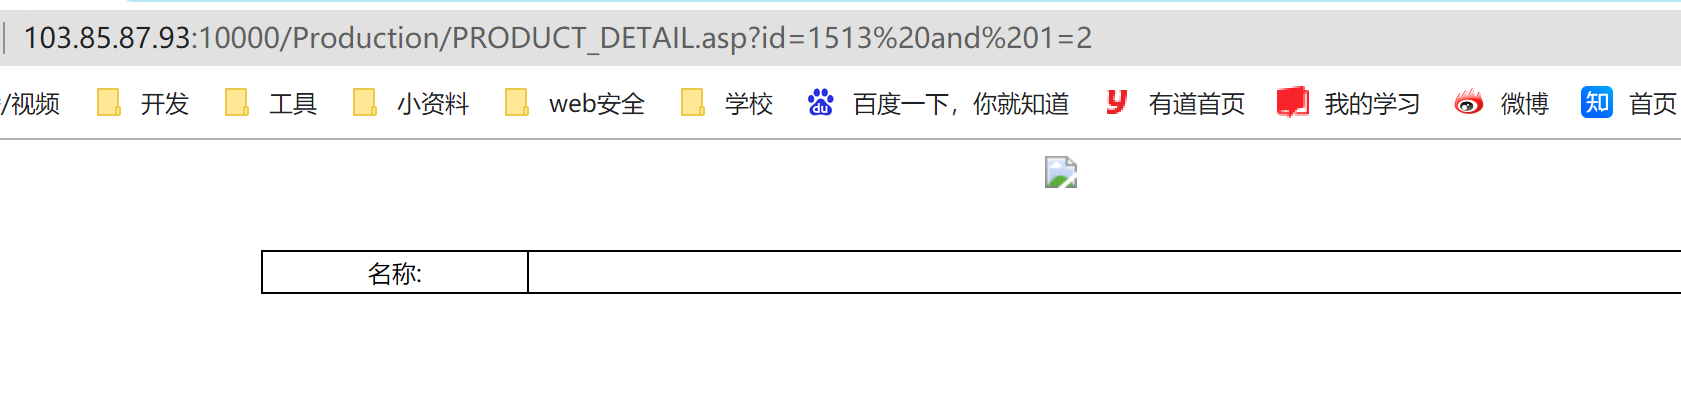 103.85.87.93:10000/Production/PRODUCT_DETAIL.asp?id=1513%20and%201=2
/视频 开发 工具 小资料 web安全 学校 du 百度一下，你就知道 y 有道首页 我的学习 微博 知 首页
名称: